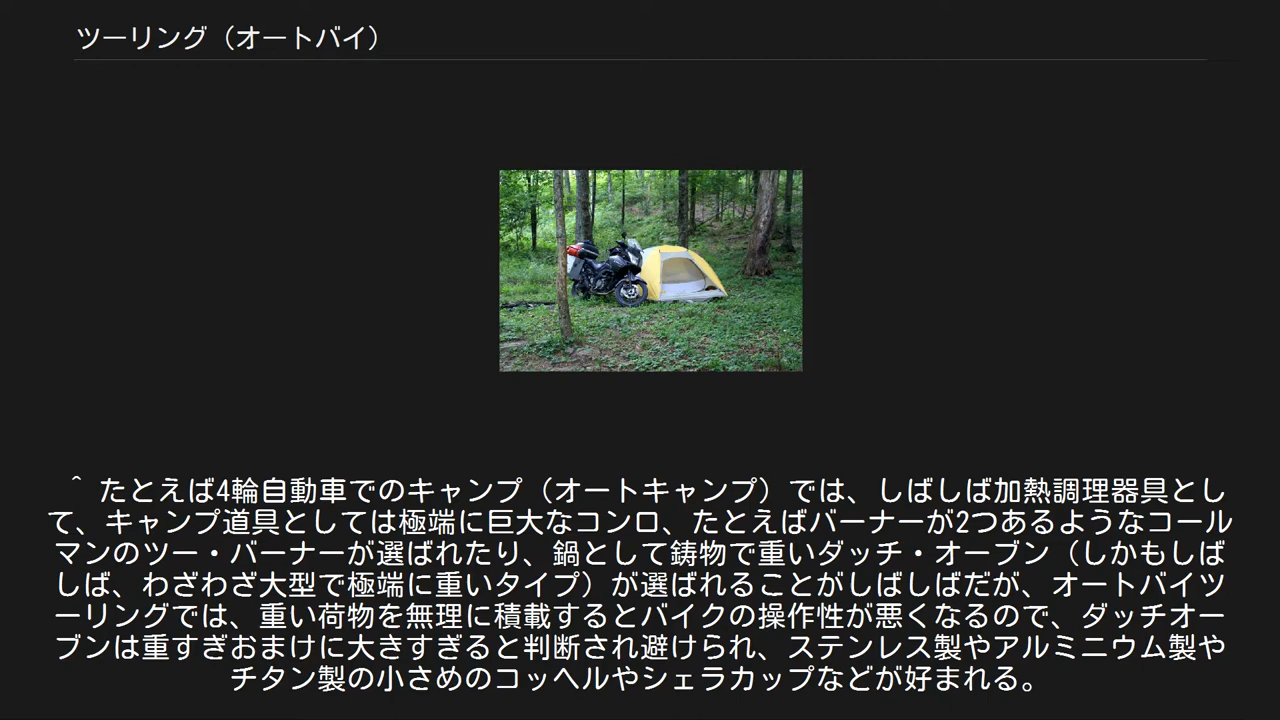 ツーリング（オートバイ）
^ たとえば4輪自動車でのキャンプ（オートキャンプ）では、しばしば加熱調理器具とし
て、キャンプ道具としては極端に巨大なコンロ、たとえばバーナーが2つあるようなコール
マンのツー・バーナーが選ばれたり、鍋として鋳物で重いダッチ・オーブン（しかもしば
しば、わざわざ大型で極端に重いタイプ）が選ばれることがしばしばだが、オートバイツ
ーリングでは、重い荷物を無理に積載するとバイクの操作性が悪くなるので、ダッチオー
ブンは重すぎおまけに大きすぎると判断され避けられ、ステンレス製やアルミニウム製や
チタン製の小さめのコッヘルやシェラカップなどが好まれる。